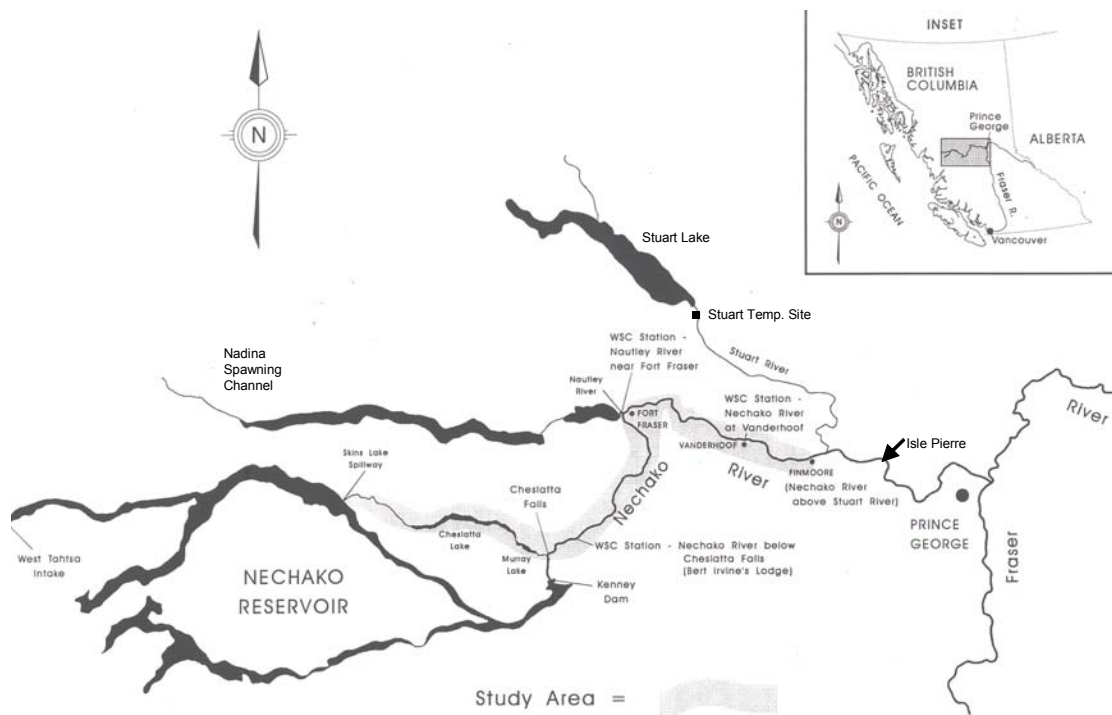 INSET
BRITISH
COLUMBIA
Prince
George
ALBERTA
PACIFIC OCEAN
Fraser R.
N
Vancouver
N
Stuart Lake
Stuart Temp. Site
WSC Station -
Nautley River
near Fort Fraser
Stuart River
Nadina
Spawning
Channel
Nautley
River
FORT
FRASER
WSC Station -
Nechako River
at Vanderhoof
VANDERHOOF
River
Isle Pierre
FINMOORE
(Nechako River
above Stuart River)
River
Skins Lake
Spillway
Cheslatta
Falls
Nechako
PRINCE
GEORGE
Fraser
Cheslatta
Lake
Murray
Lake
WSC Station - Nechako River below
Cheslatta Falls
(Bert Irvine's Lodge)
West Tahtsa
Intake
NECHAKO
RESERVOIR
Kenney
Dam
Study Area =